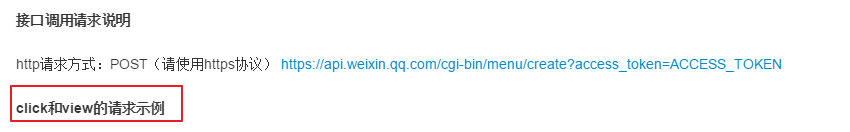 接口调用请求说明
http请求方式：POST（请使用https协议） https://api.weixin.qq.com/cgi-bin/menu/create?access_token=ACCESS_TOKEN
click和view的请求示例